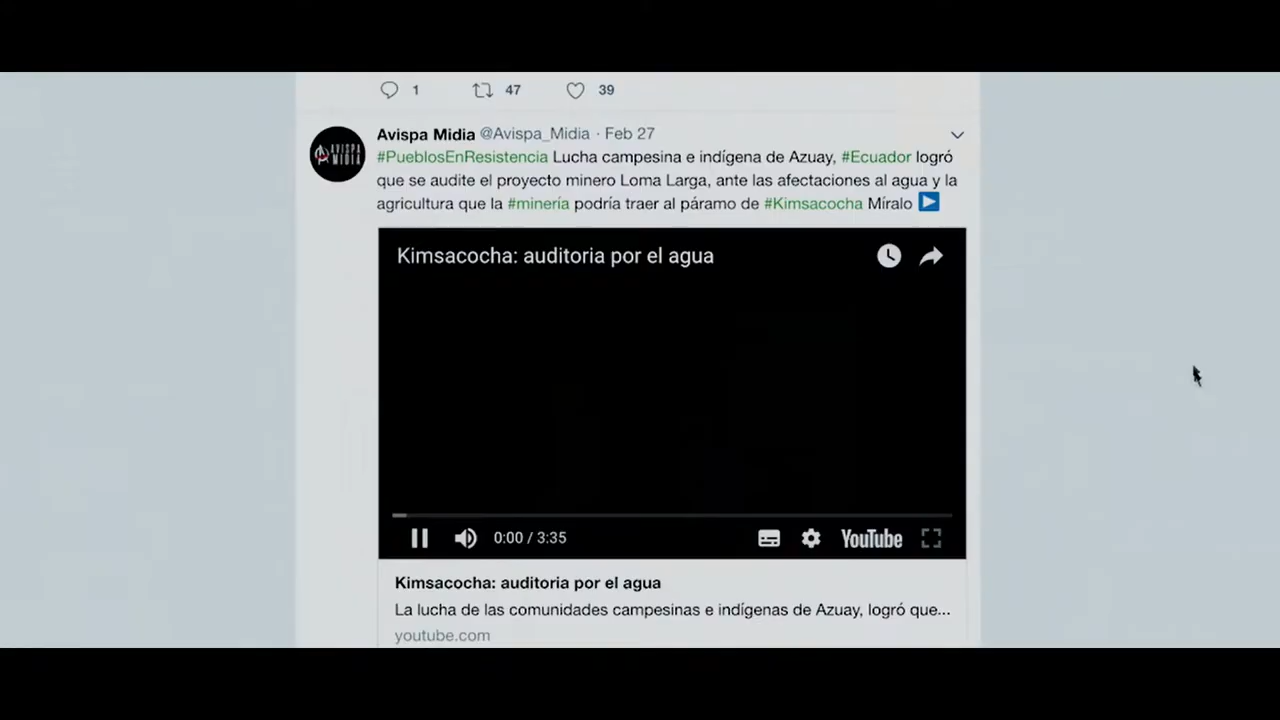 1 47 39
Avispa Midia @Avispa_Midia · Feb 27
#PueblosEnResistencia Lucha campesina e indígena de Azuay, #Ecuador logró
que se audite el proyecto minero Loma Larga, ante las afectaciones al agua y la
agricultura que la #minería podría traer al páramo de #Kimsacocha Míralo
AVISPA
MIDIA
Kimsacocha: auditoria por el agua
0:00 / 3:35
YouTube
Kimsacocha: auditoria por el agua
La lucha de las comunidades campesinas e indígenas de Azuay, logró que...
youtube.com